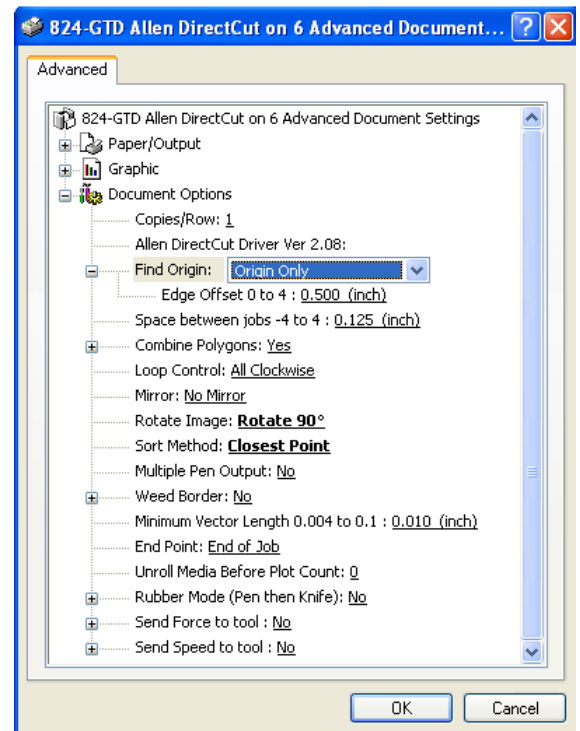 824-GTD Allen DirectCut on 6 Advanced Document...
Advanced
824-GTD Allen DirectCut on 6 Advanced Document Settings
Paper/Output
Graphic
Document Options
Copies/Row: 1
Allen DirectCut Driver Ver 2.08:
Find Origin: Origin Only
Edge Offset 0 to 4 : 0.500 (inch)
Space between jobs -4 to 4 : 0.125 (inch)
Combine Polygons: Yes
Loop Control: All Clockwise
Mirror: No Mirror
Rotate Image: Rotate 90°
Sort Method: Closest Point
Multiple Pen Output: No
Weed Border: No
Minimum Vector Length 0.004 to 0.1 : 0.010 (inch)
End Point: End of Job
Unroll Media Before Plot Count: 0
Rubber Mode (Pen then Knife): No
Send Force to tool : No
Send Speed to tool : No
OK Cancel